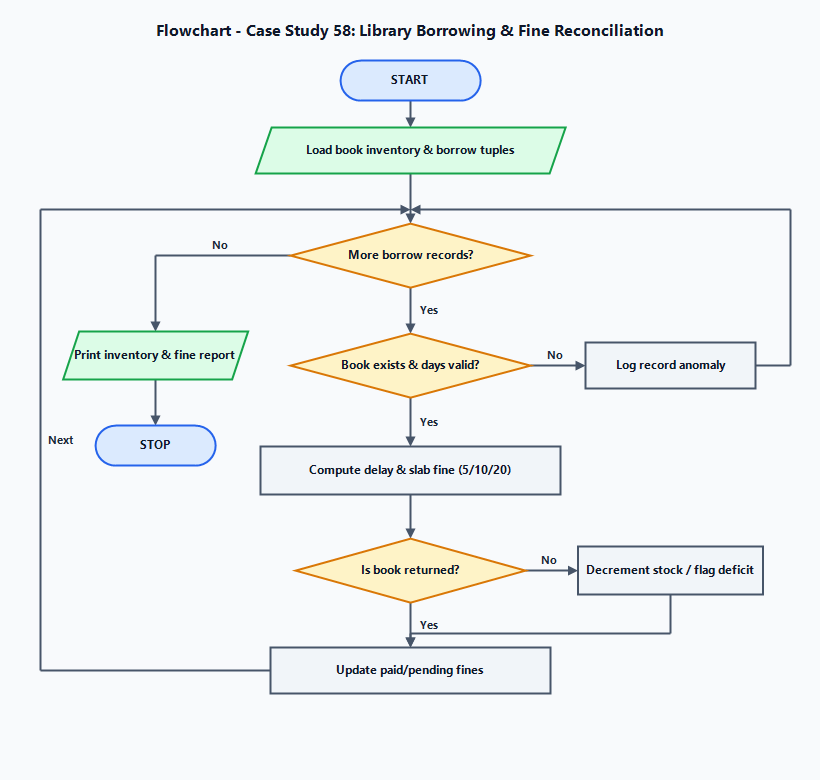 Flowchart - Case Study 58: Library Borrowing & Fine Reconciliation
START
Load book inventory & borrow tuples
No
More borrow records?
Yes
Print inventory & fine report
Book exists & days valid?
No
Log record anomaly
Yes
Next
STOP
Compute delay & slab fine (5/10/20)
Is book returned?
No
Decrement stock / flag deficit
Yes
Update paid/pending fines